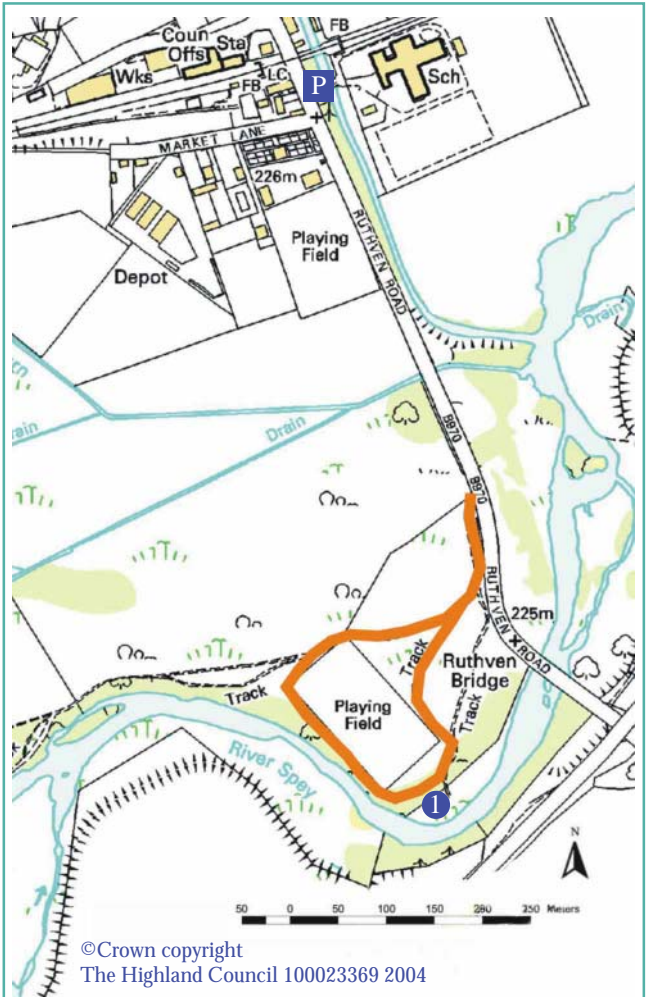 FB
Coun
Offs
Sta
Wks
FB
LC
P
Sch
MARKET LANE
226m
Playing
Field
Depot
RUTHVEN ROAD
Drain
rain
Drain
B970
B970
RUTHVEN ROAD
225m
Track
Ruthven
Bridge
Track
Track
Playing
Field
River Spey
1
N
50 0 50 100 150 200 250 Meters
©Crown copyright
The Highland Council 100023369 2004